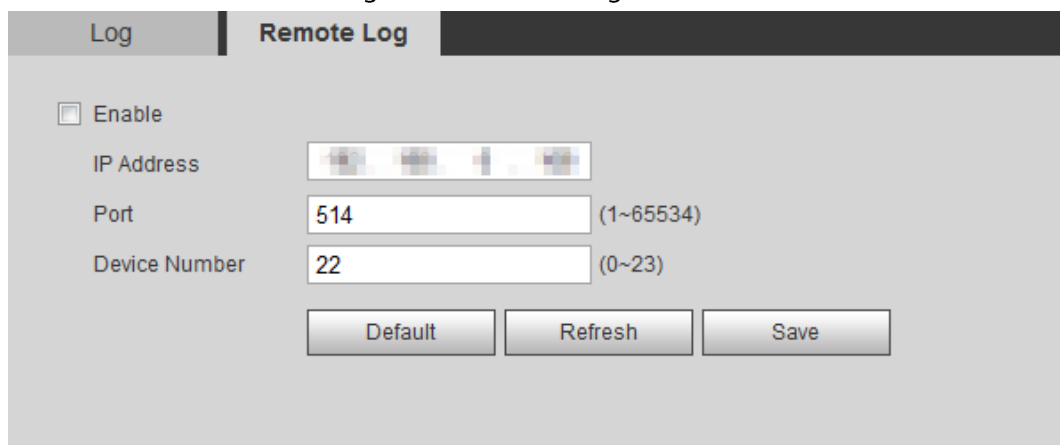 Log Remote Log
Enable
IP Address
Port 514 (1~65534)
Device Number 22 (0~23)
Default Refresh Save